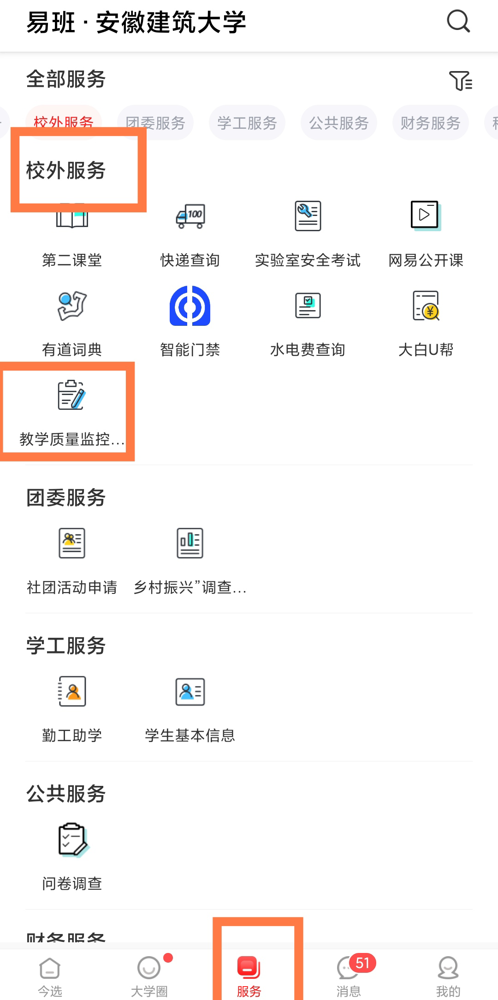 易班·安徽建筑大学
全部服务
校外服务 团委服务 学工服务 公共服务 财务服务
校外服务
100
第二课堂 快递查询 实验室安全考试 网易公开课
有道词典 智能门禁 水电费查询 大白U帮
教学质量监控...
团委服务
社团活动申请 乡村振兴”调查...
学工服务
勤工助学 学生基本信息
公共服务
问卷调查
财务服务
51
今选 大学圈 服务 消息 我的